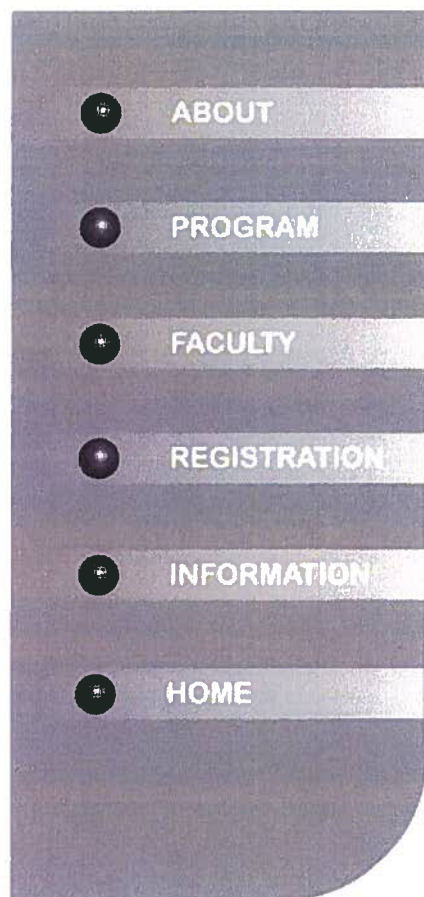 ABOUT
PROGRAM
FACULTY
REGISTRATION
INFORMATION
HOME